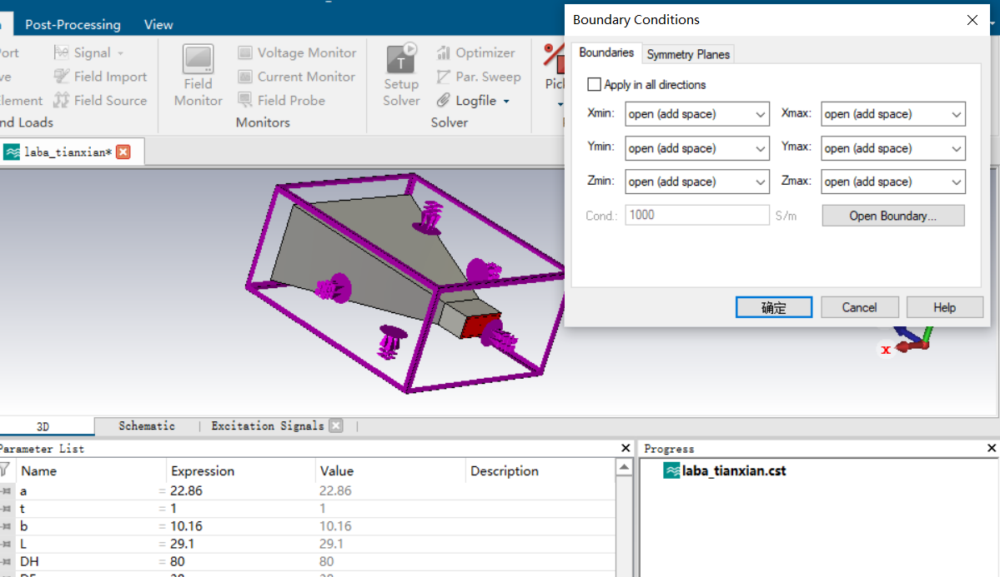 Post-Processing View
ort Signal Voltage Monitor Optimizer
ve Field Import Field Current Monitor Setup Par. Sweep Pick
lement Field Source Monitor Field Probe Solver Logfile
nd Loads Monitors Solver
laba_tianxian*
Boundary Conditions
Boundaries Symmetry Planes
Apply in all directions
Xmin: open (add space) Xmax: open (add space)
Ymin: open (add space) Ymax: open (add space)
Zmin: open (add space) Zmax: open (add space)
Cond.: 1000 S/m Open Boundary...
确定 Cancel Help
T
x
3D Schematic Excitation Signals
Parameter List
Name Expression Value Description
a = 22.86 22.86
t = 1 1
b = 10.16 10.16
L = 29.1 29.1
DH = 80 80
Progress
laba_tianxian.cst